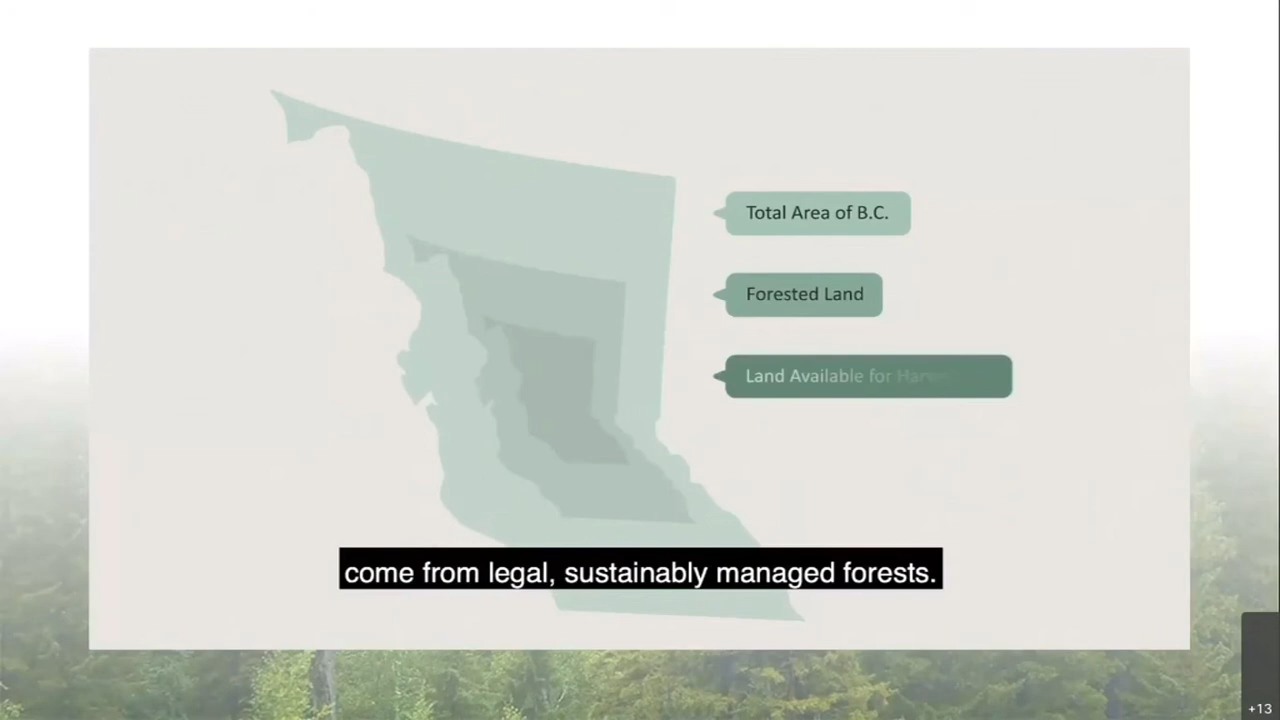 Total Area of B.C.
Forested Land
Land Available for
come from legal, sustainably managed forests.
+13